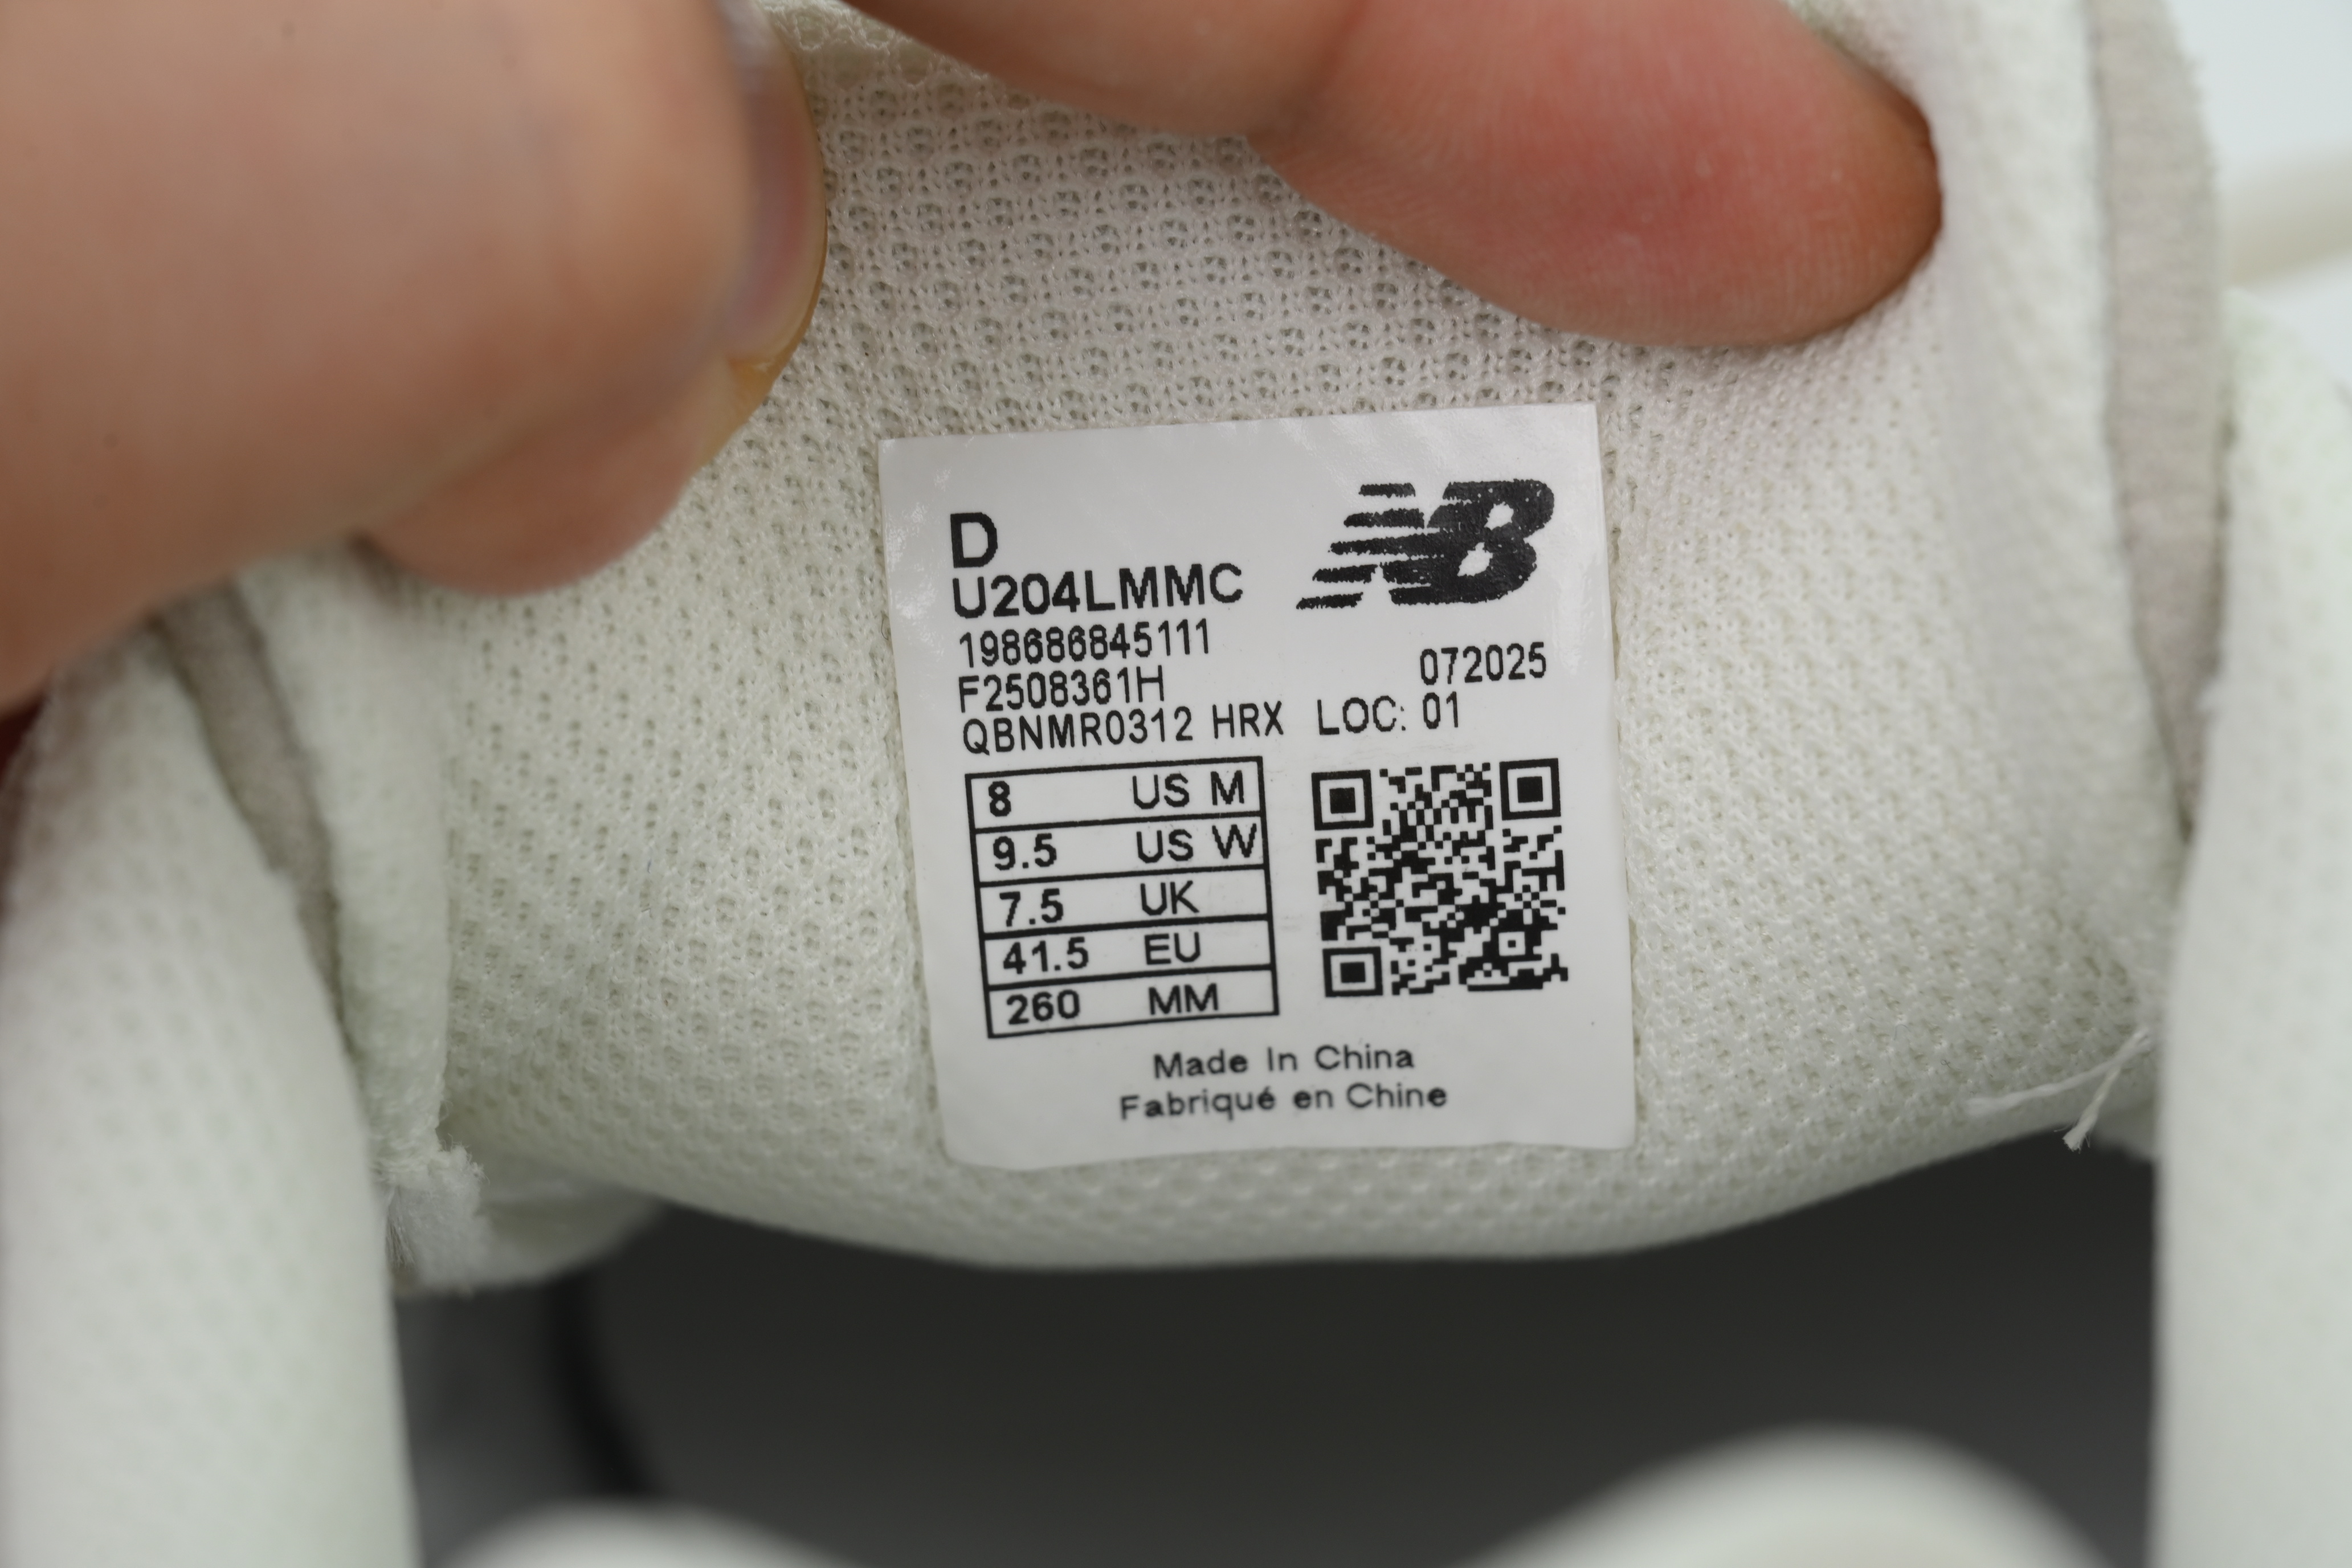 D
NB
U204LMMC
198686845111
F2508361H
072025
QBNMR0312 HRX LOC: 01
8 US M
9.5 US W
7.5 UK
41.5 EU
260 MM
Made In China
Fabriqué en Chine